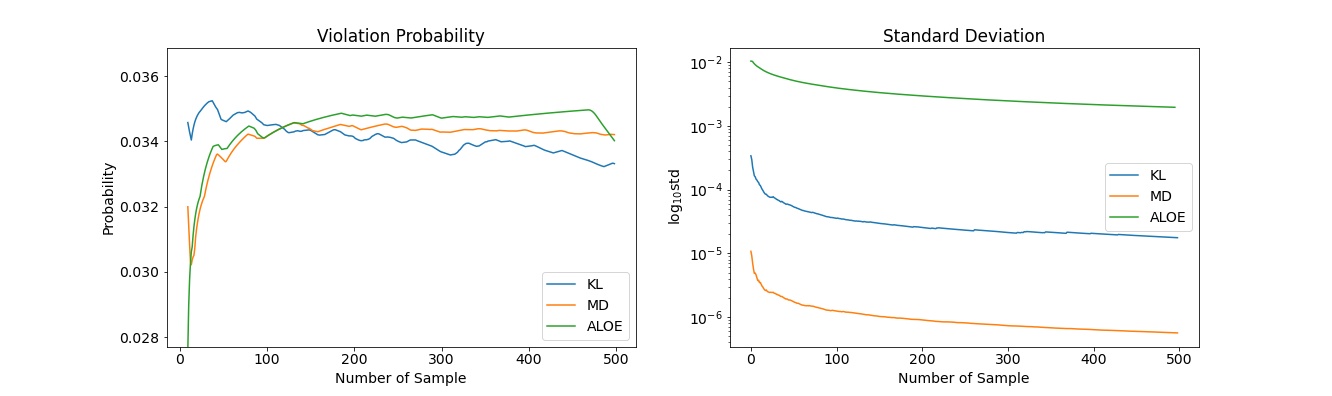 Violation Probability
Probability
0.036
0.034
0.032
0.030
0.028
0 100 200 300 400 500
Number of Sample
KL
MD
ALOE
Standard Deviation
log₁₀std
10⁻²
10⁻³
10⁻⁴
10⁻⁵
10⁻⁶
0 100 200 300 400 500
Number of Sample
KL
MD
ALOE